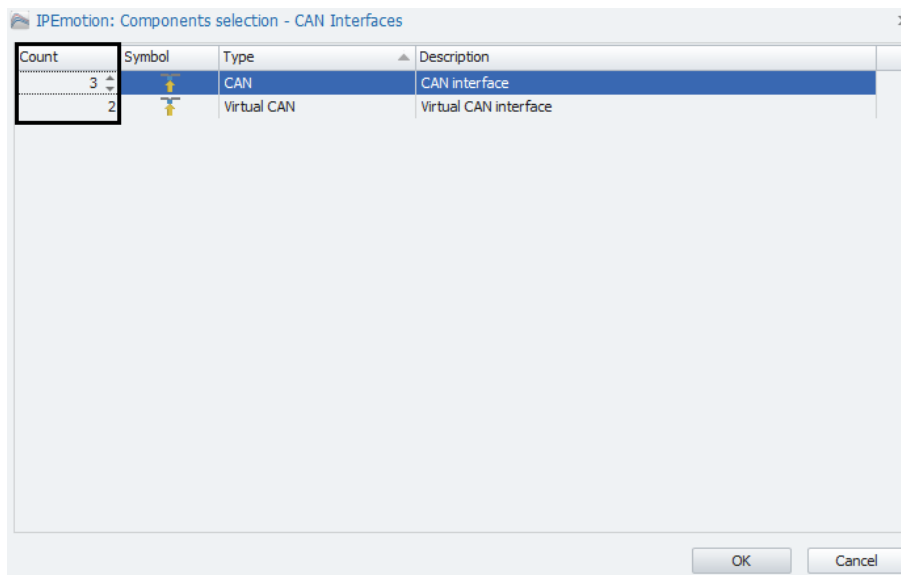 IPEmotion: Components selection - CAN Interfaces
Count Symbol Type Description
3 CAN CAN interface
2 Virtual CAN Virtual CAN interface
OK Cancel